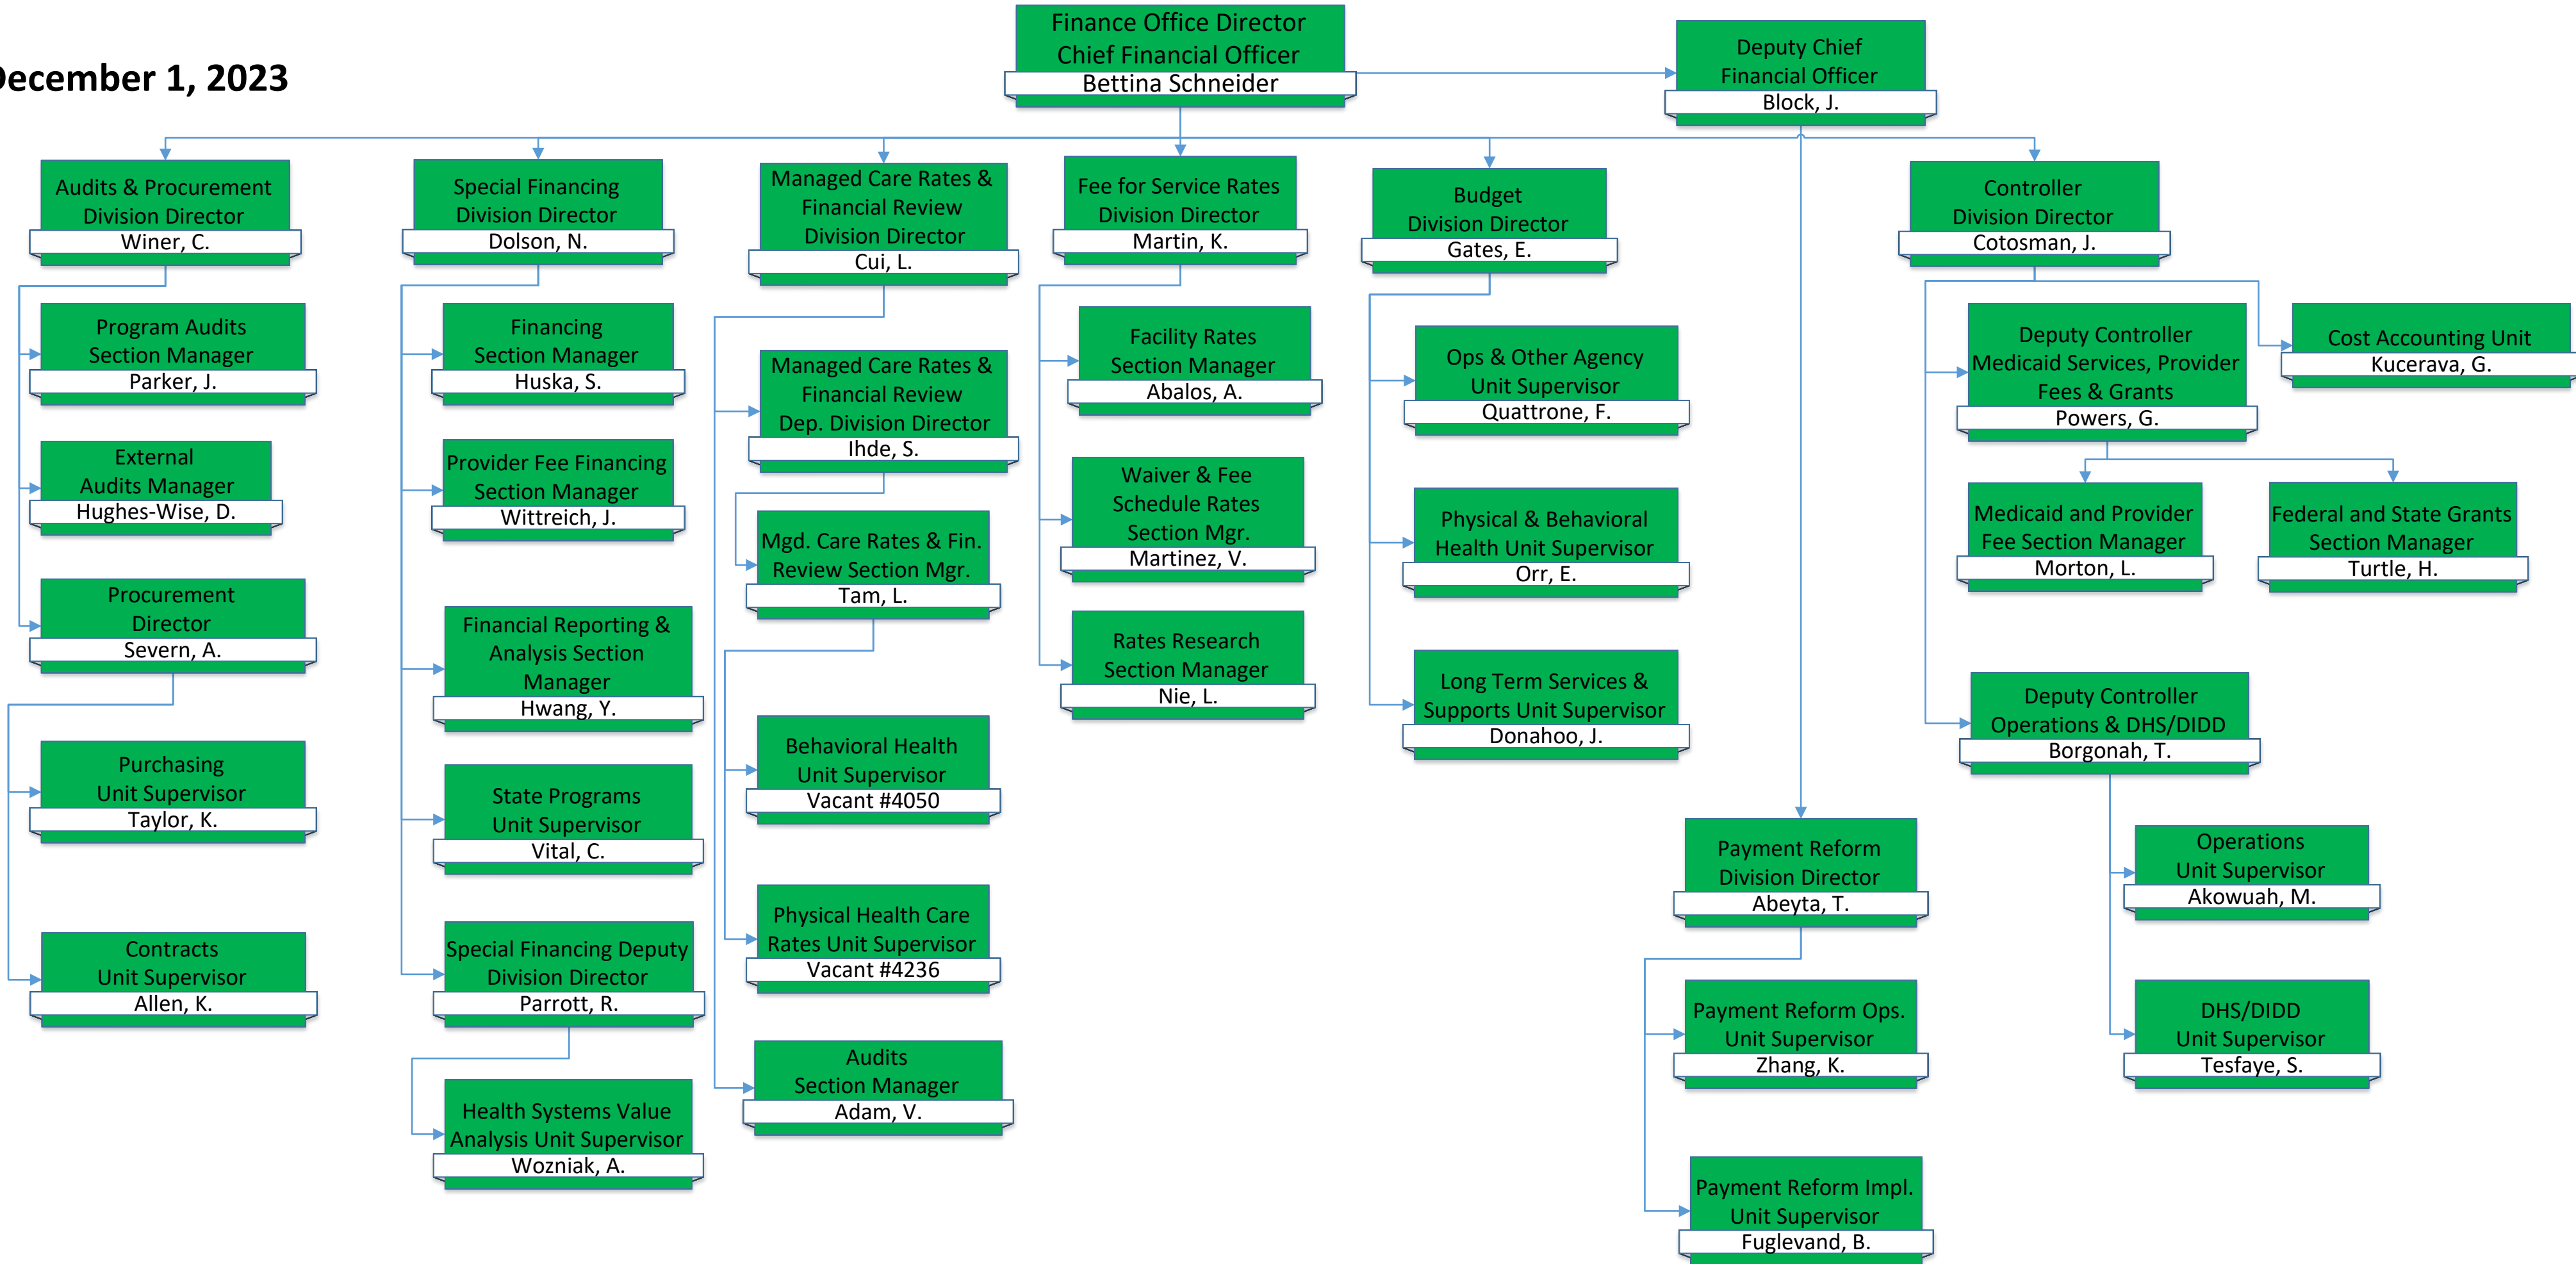 December 1, 2023
Finance Office Director
Chief Financial Officer
Bettina Schneider
Deputy Chief
Financial Officer
Block, J.
Audits & Procurement
Division Director
Winer, C.
Program Audits
Section Manager
Parker, J.
External
Audits Manager
Hughes-Wise, D.
Procurement
Director
Severn, A.
Purchasing
Unit Supervisor
Taylor, K.
Contracts
Unit Supervisor
Allen, K.
Special Financing
Division Director
Dolson, N.
Financing
Section Manager
Huska, S.
Provider Fee Financing
Section Manager
Wittreich, J.
Financial Reporting &
Analysis Section
Manager
Hwang, Y.
State Programs
Unit Supervisor
Vital, C.
Special Financing Deputy
Division Director
Parrott, R.
Health Systems Value
Analysis Unit Supervisor
Wozniak, A.
Managed Care Rates &
Financial Review
Division Director
Cui, L.
Managed Care Rates &
Financial Review
Dep. Division Director
Ihde, S.
Mgd. Care Rates & Fin.
Review Section Mgr.
Tam, L.
Behavioral Health
Unit Supervisor
Vacant #4050
Physical Health Care
Rates Unit Supervisor
Vacant #4236
Audits
Section Manager
Adam, V.
Fee for Service Rates
Division Director
Martin, K.
Facility Rates
Section Manager
Abalos, A.
Waiver & Fee
Schedule Rates
Section Mgr.
Martinez, V.
Rates Research
Section Manager
Nie, L.
Budget
Division Director
Gates, E.
Ops & Other Agency
Unit Supervisor
Quattrone, F.
Physical & Behavioral
Health Unit Supervisor
Orr, E.
Long Term Services &
Supports Unit Supervisor
Donahoo, J.
Payment Reform
Division Director
Abeyta, T.
Payment Reform Ops.
Unit Supervisor
Zhang, K.
Payment Reform Impl.
Unit Supervisor
Fuglevand, B.
Controller
Division Director
Cotosman, J.
Deputy Controller
Medicaid Services, Provider
Fees & Grants
Powers, G.
Cost Accounting Unit
Kucerava, G.
Medicaid and Provider
Fee Section Manager
Morton, L.
Federal and State Grants
Section Manager
Turtle, H.
Deputy Controller
Operations & DHS/DIDD
Borgonah, T.
Operations
Unit Supervisor
Akowuah, M.
DHS/DIDD
Unit Supervisor
Tesfaye, S.